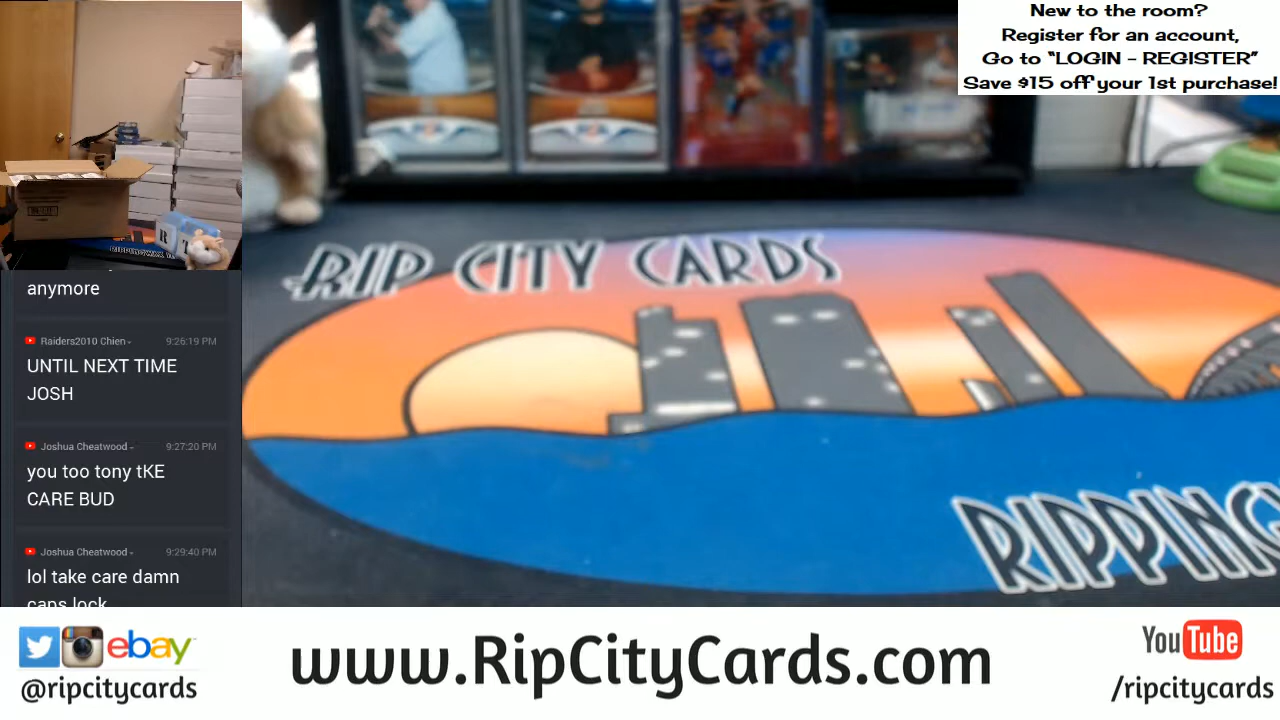 New to the room?
Register for an account,
Go to “LOGIN - REGISTER”
Save $15 off your 1st purchase!
anymore
Raiders2010 Chien 9:26:19 PM
UNTIL NEXT TIME
JOSH
Joshua Cheatwood 9:27:20 PM
you too tony tKE
CARE BUD
Joshua Cheatwood 9:29:40 PM
lol take care damn
caps lock
RIP CITY CARDS
RIPPING
ebay
@ripcitycards
www.RipCityCards.com
YouTube
/ripcitycards